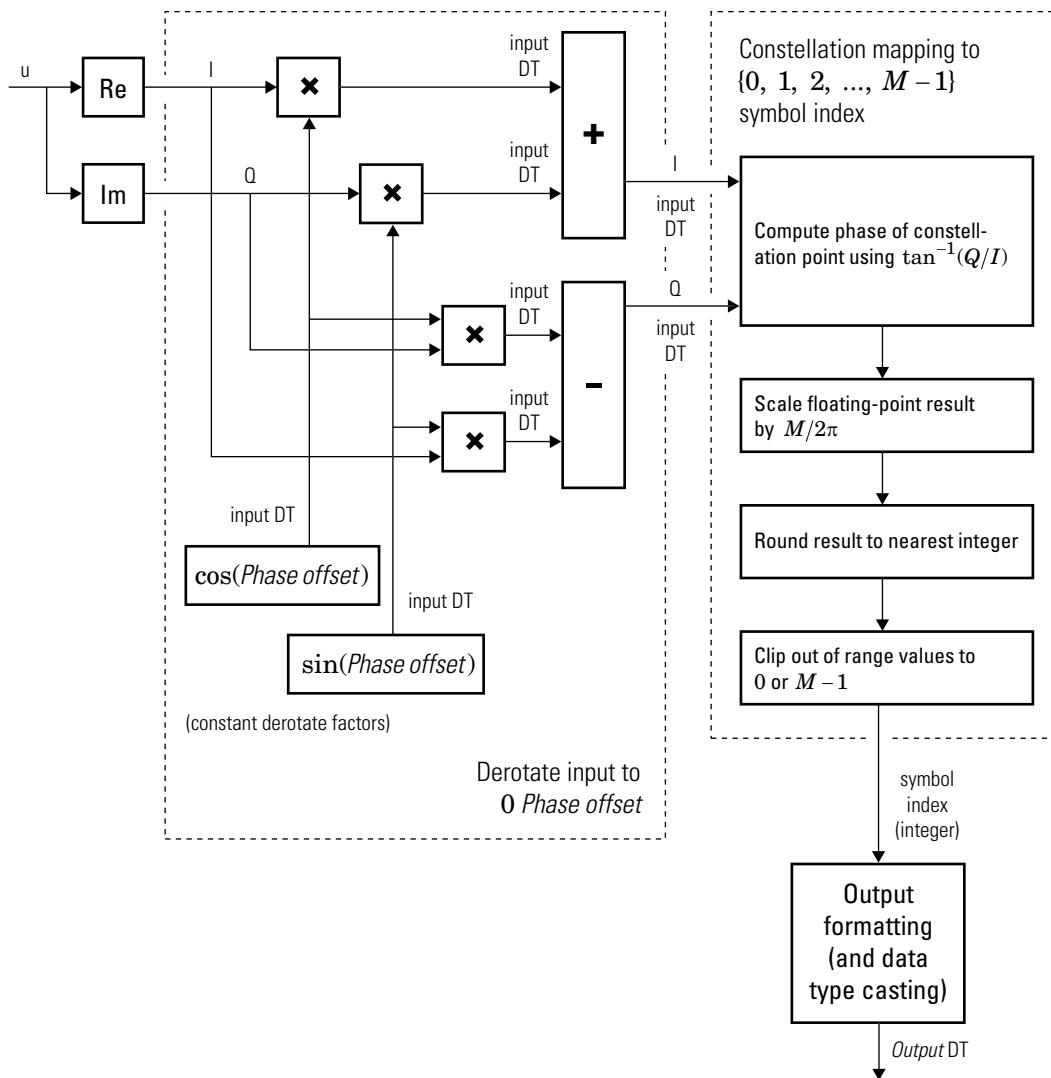 u
Re
I
×
input
DT
+
Im
Q
×
input
DT
I
input
DT
×
input
DT
-
Q
input
DT
×
input
DT
input DT
cos(Phase offset)
input DT
sin(Phase offset)
(constant derotate factors)
Derotate input to
0 Phase offset
Constellation mapping to
{0, 1, 2, ..., M – 1}
symbol index
Compute phase of constell-
ation point using tan⁻¹(Q/I)
Scale floating-point result
by M/2π
Round result to nearest integer
Clip out of range values to
0 or M – 1
symbol
index
(integer)
Output
formatting
(and data
type casting)
Output DT